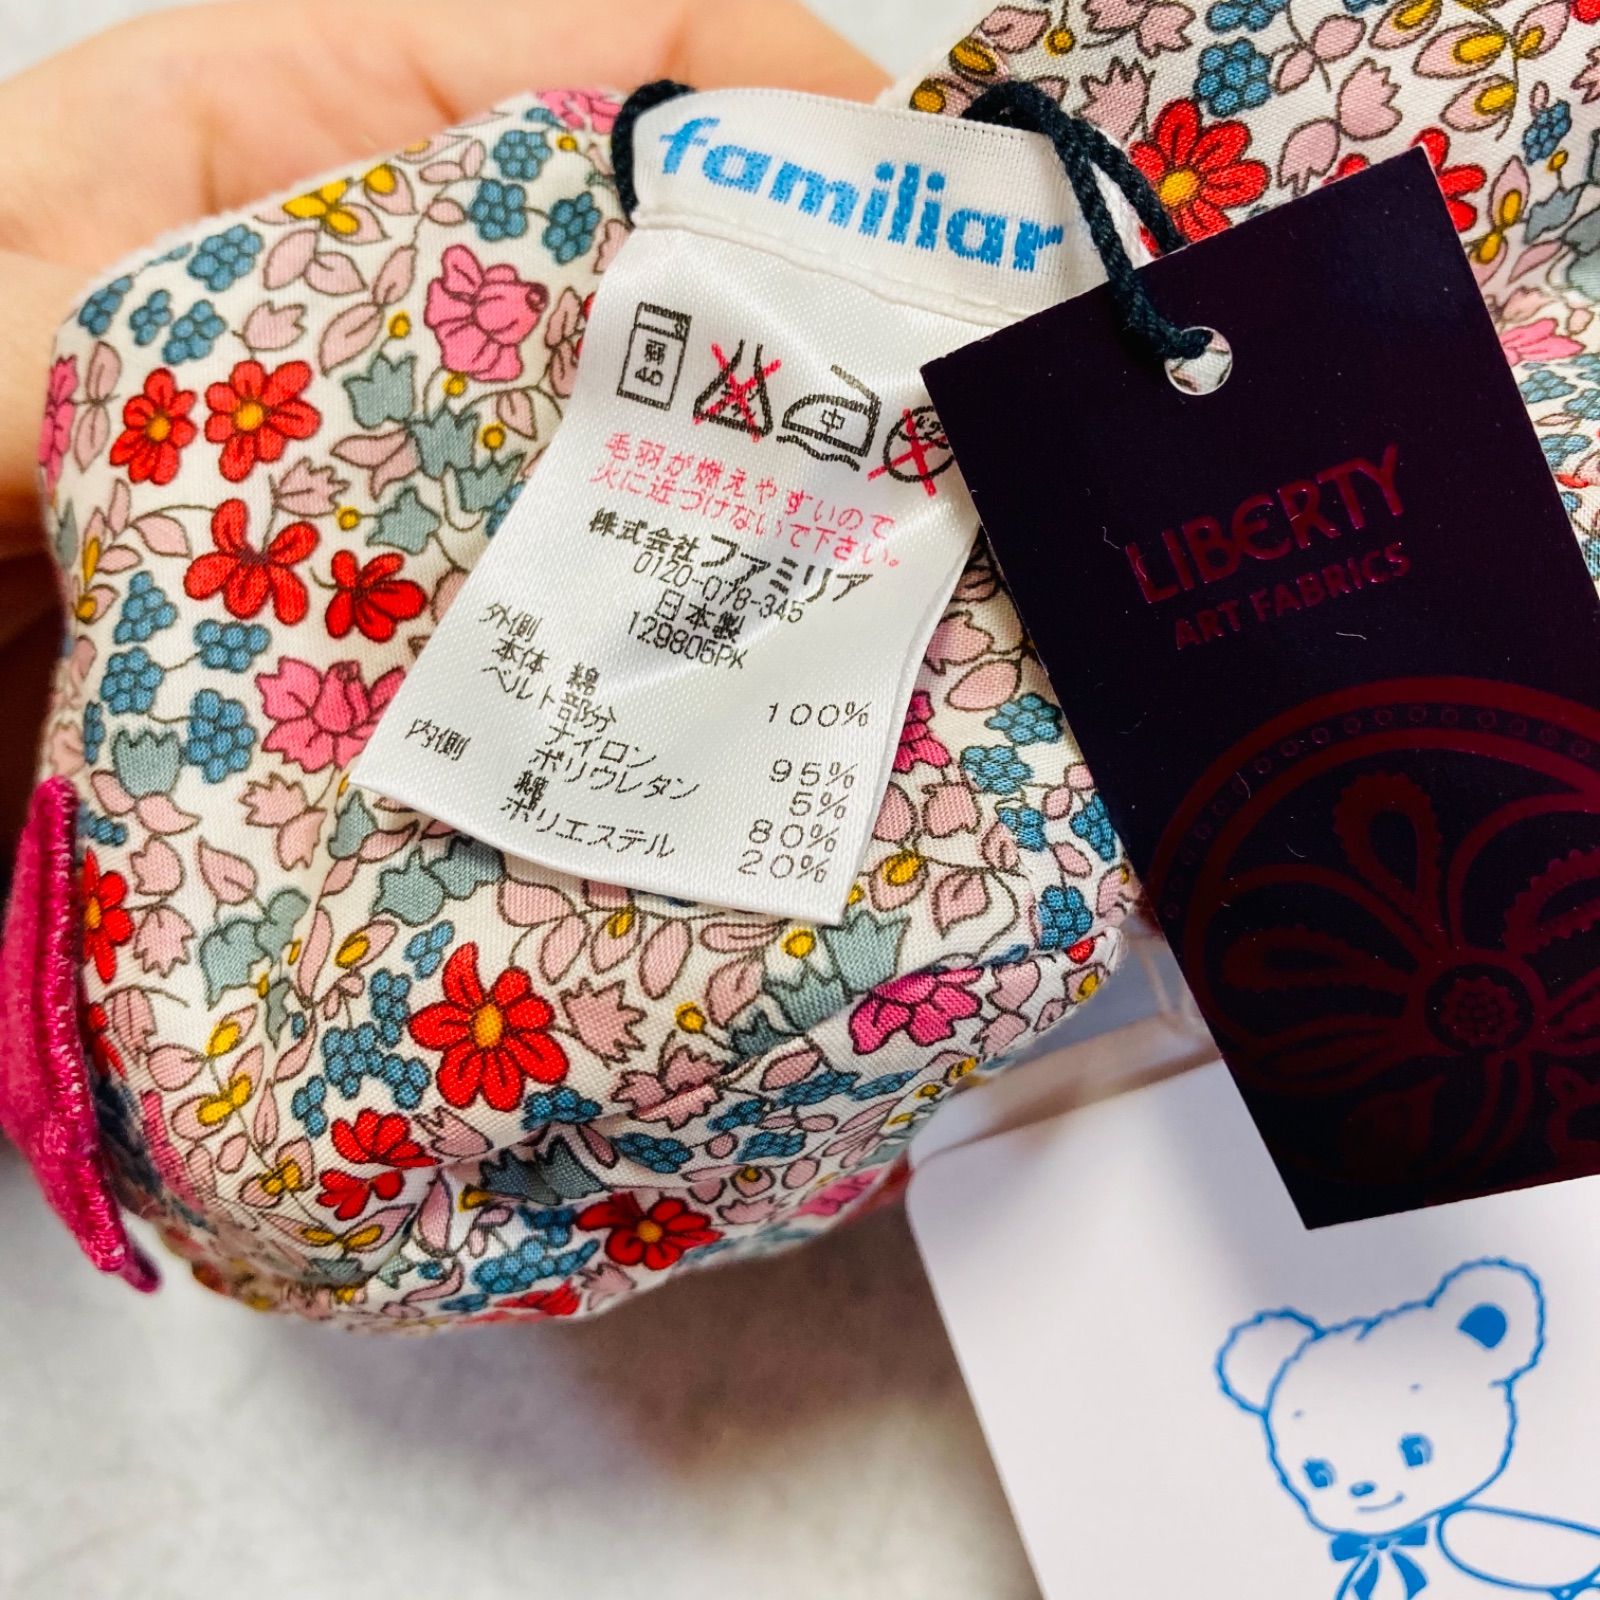 familiar
弱
40
中
毛羽が燃えやすいので
火に近づけないで下さい。
株式会社ファミリア
0120-078-345
日本製
129805PK
外側
本体 綿 100%
ベルト部分
ナイロン 95%
ポリウレタン 5%
内側 綿 80%
ポリエステル 20%
LIBERTY
ART FABRICS